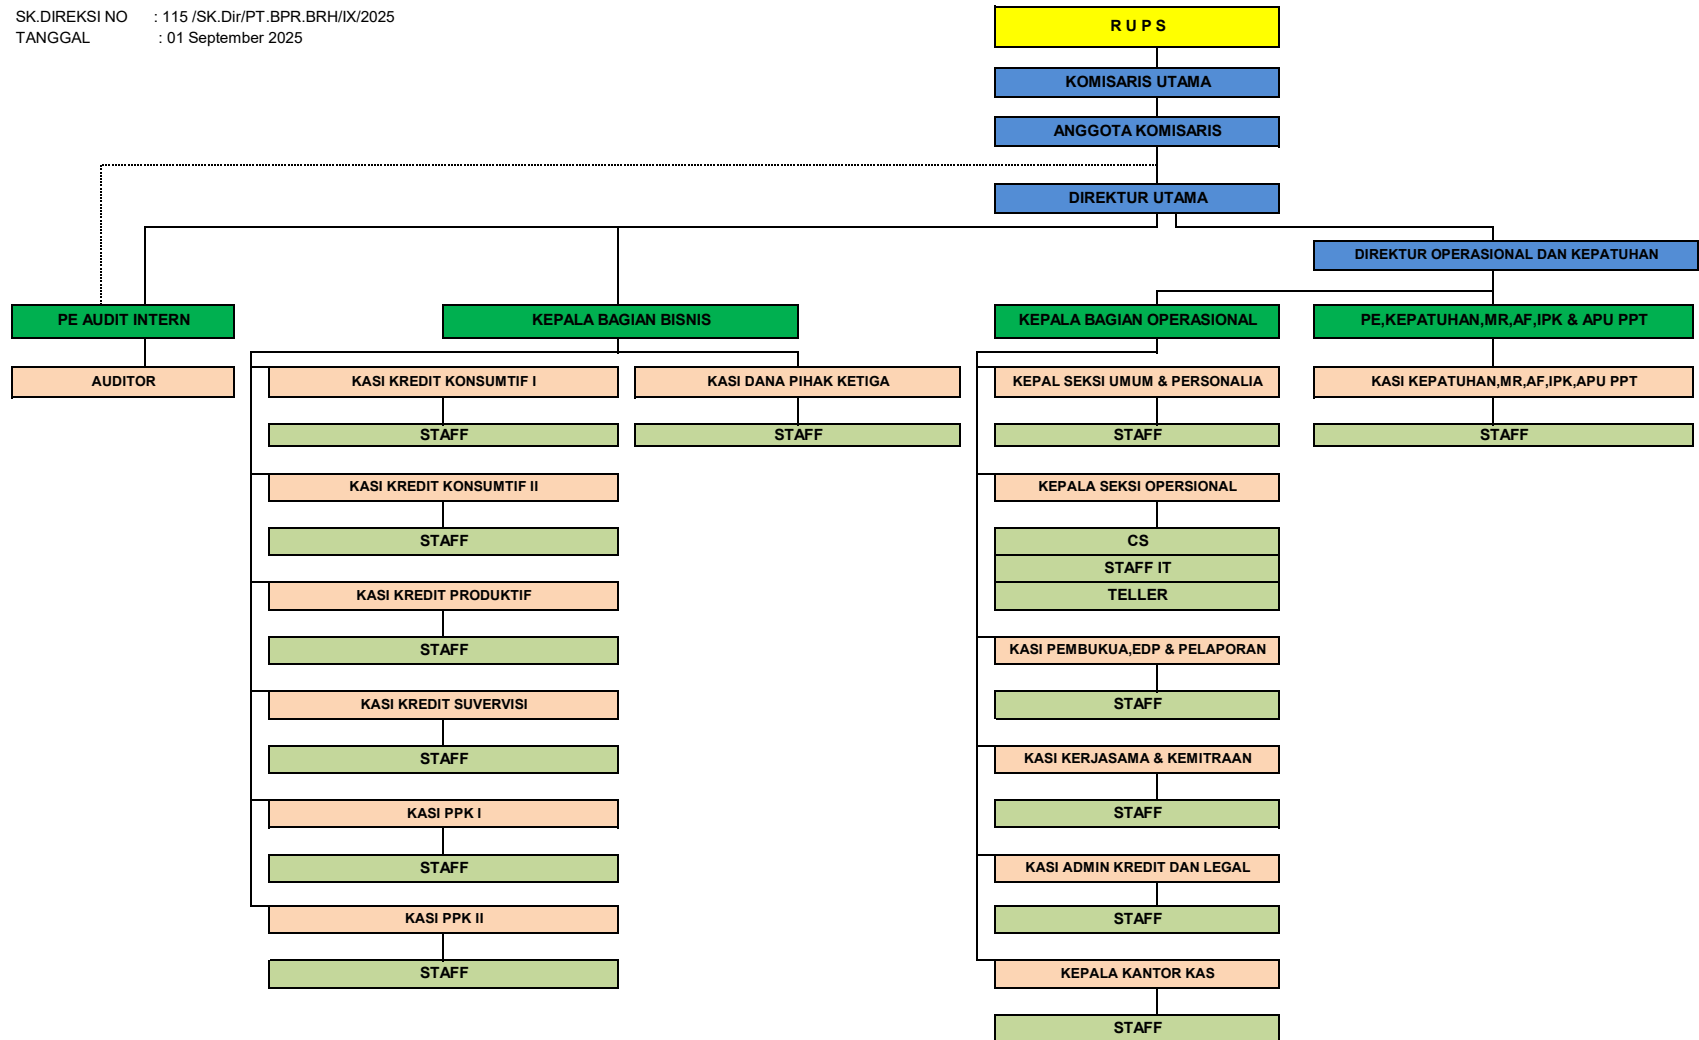 SK.DIREKSI NO : 115 /SK.Dir/PT.BPR.BRH/IX/2025
TANGGAL : 01 September 2025
R U P S
KOMISARIS UTAMA
ANGGOTA KOMISARIS
DIREKTUR UTAMA
DIREKTUR OPERASIONAL DAN KEPATUHAN
PE AUDIT INTERN
KEPALA BAGIAN BISNIS
KEPALA BAGIAN OPERASIONAL
PE,KEPATUHAN,MR,AF,IPK & APU PPT
AUDITOR
KASI KREDIT KONSUMTIF I
KASI DANA PIHAK KETIGA
KEPAL SEKSI UMUM & PERSONALIA
KASI KEPATUHAN,MR,AF,IPK,APU PPT
STAFF
STAFF
STAFF
STAFF
KASI KREDIT KONSUMTIF II
KEPALA SEKSI OPERSIONAL
STAFF
CS
STAFF IT
TELLER
KASI KREDIT PRODUKTIF
STAFF
KASI PEMBUKUA,EDP & PELAPORAN
KASI KREDIT SUVERVISI
STAFF
STAFF
KASI KERJASAMA & KEMITRAAN
KASI PPK I
STAFF
STAFF
KASI ADMIN KREDIT DAN LEGAL
KASI PPK II
STAFF
STAFF
KEPALA KANTOR KAS
STAFF